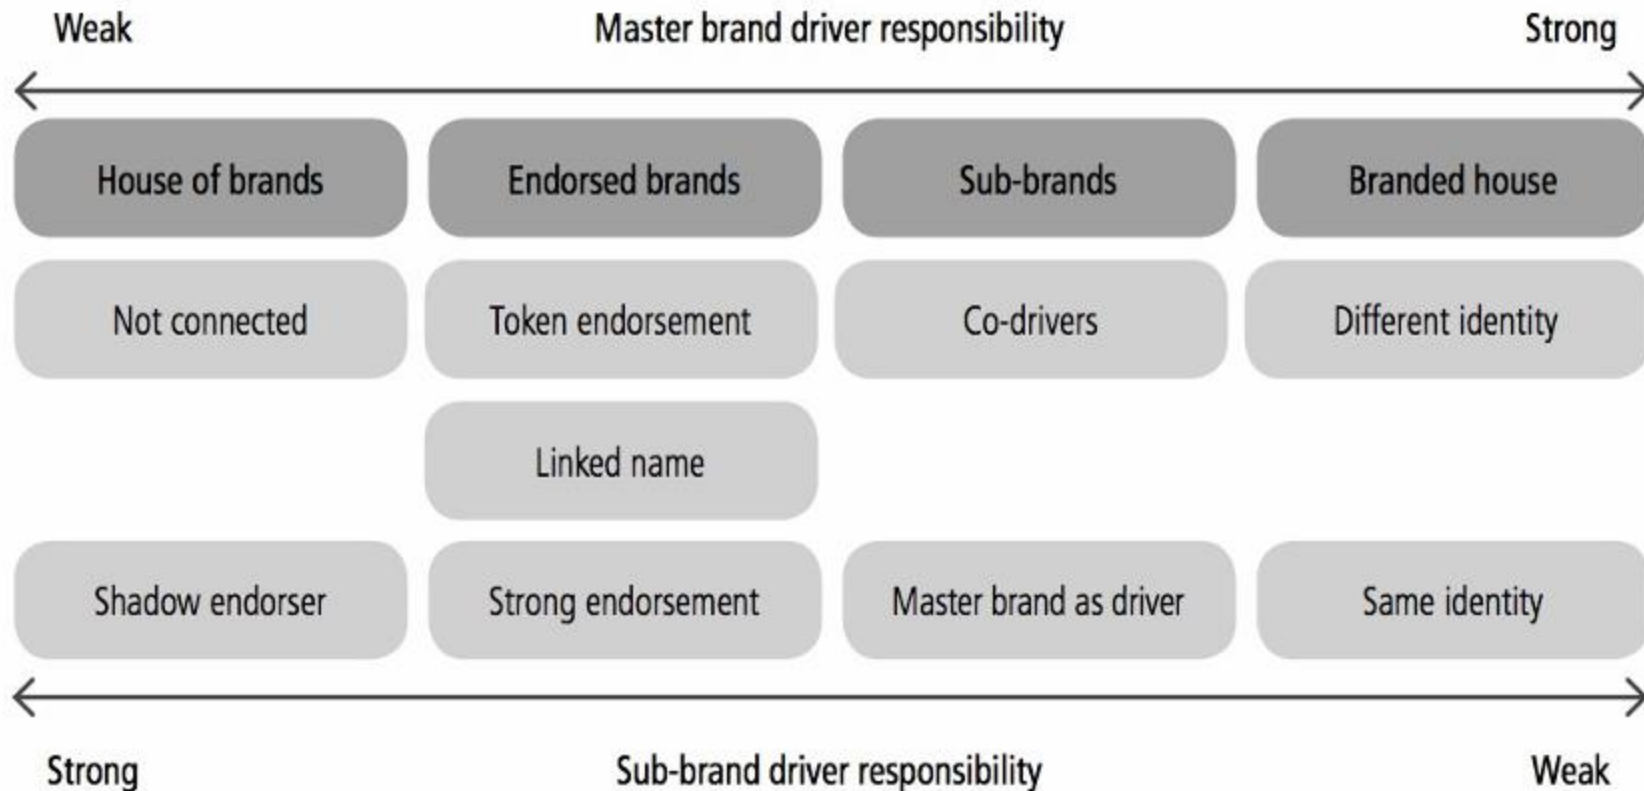 Weak Master brand driver responsibility Strong
House of brands Endorsed brands Sub-brands Branded house
Not connected Token endorsement Co-drivers Different identity
Linked name
Shadow endorser Strong endorsement Master brand as driver Same identity
Strong Sub-brand driver responsibility Weak